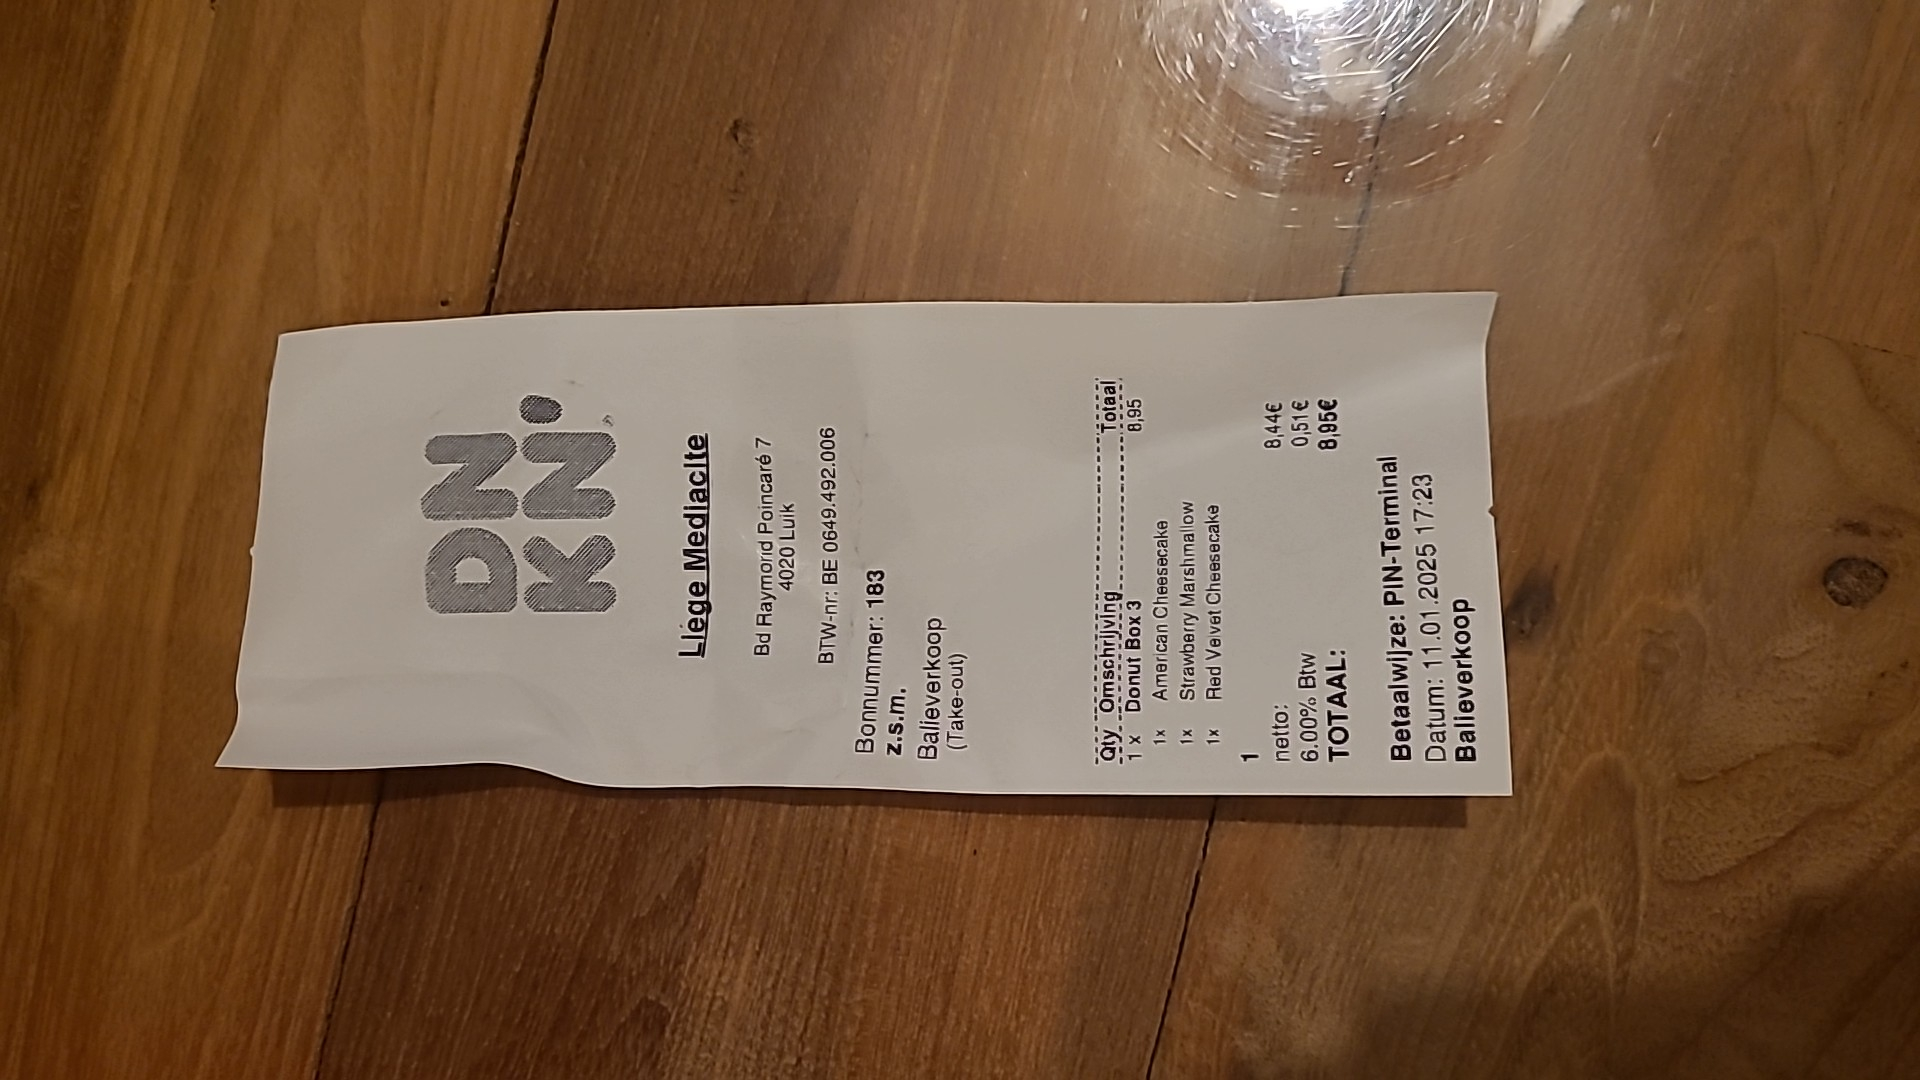 DN
KN'
®
Liège Mediacite
Bd Raymond Poincaré 7
4020 Luik
BTW-nr: BE 0649.492.006
Bonnummer: 183
z.s.m.
Balieverkoop
(Take-out)
Qty Omschrijving Totaal
1 x Donut Box 3 8,95
1x American Cheesecake
1x Strawberry Marshmallow
1x Red Velvet Cheesecake
1
netto: 8,44€
6.00% Btw 0,51€
TOTAAL: 8,95€
Betaalwijze: PIN-Terminal
Datum: 11.01.2025 17:23
Balieverkoop